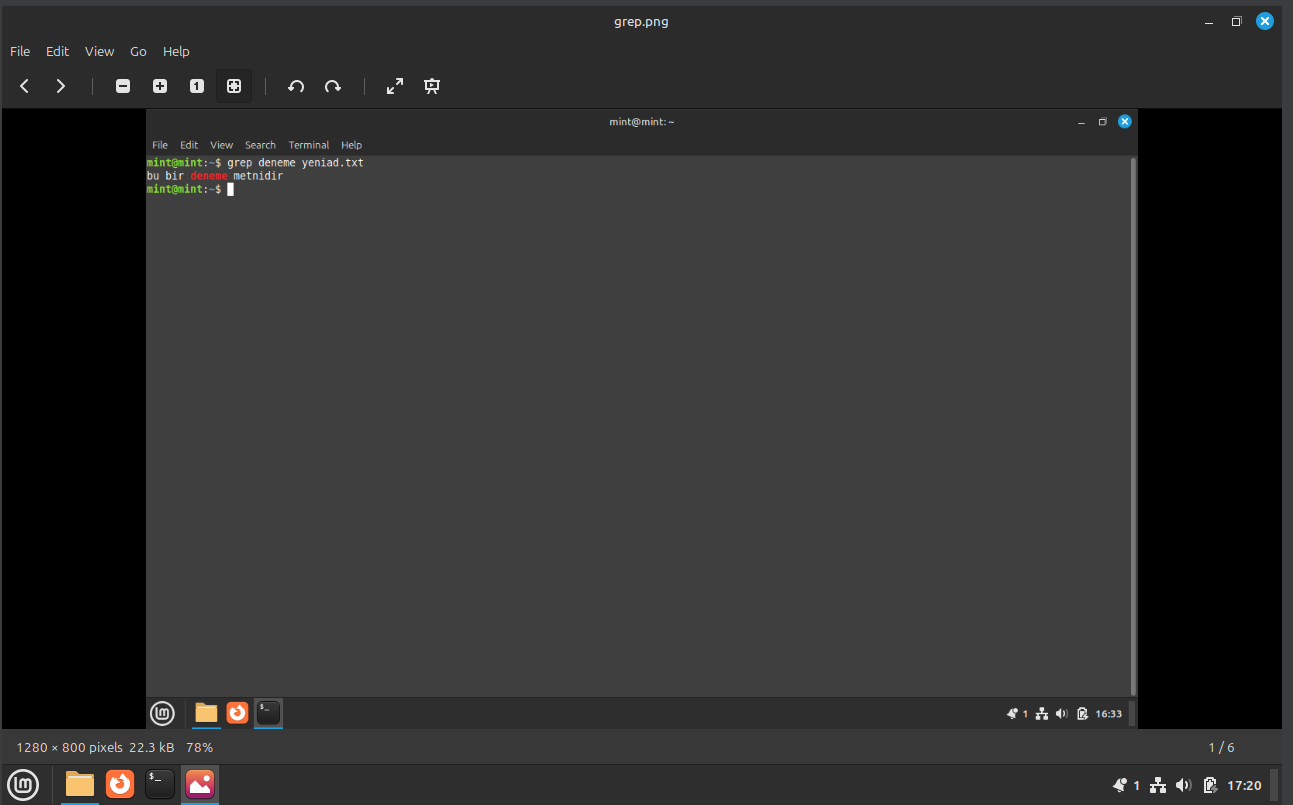 grep.png
File Edit View Go Help
1
mint@mint: ~
File Edit View Search Terminal Help
mint@mint:~$ grep deneme yeniad.txt
bu bir deneme metnidir
mint@mint:~$
$_
1 16:33
1280 × 800 pixels 22.3 kB 78%
1 / 6
$_
1 17:20